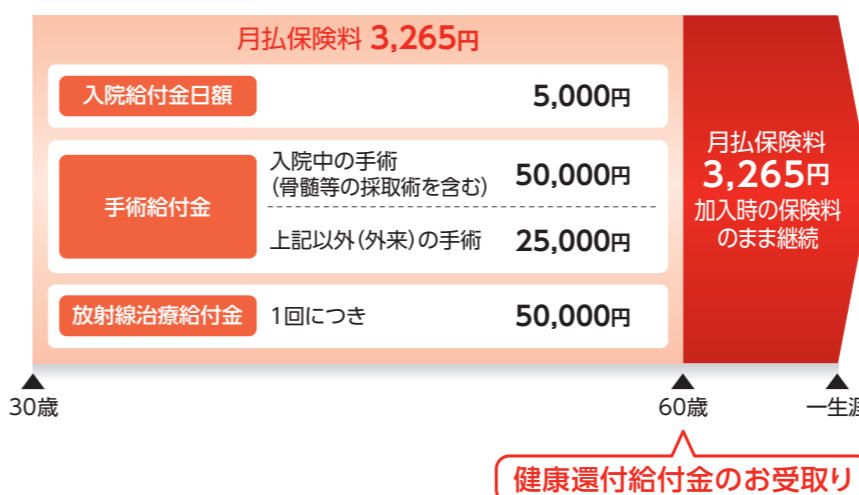 月払保険料 3,265円
入院給付金日額 5,000円
手術給付金
入院中の手術
(骨髄等の採取術を含む)
50,000円
上記以外(外来)の手術 25,000円
放射線治療給付金 1回につき 50,000円
月払保険料
3,265円
加入時の保険料
のまま継続
30歳 60歳 一生涯
健康還付給付金のお受取り